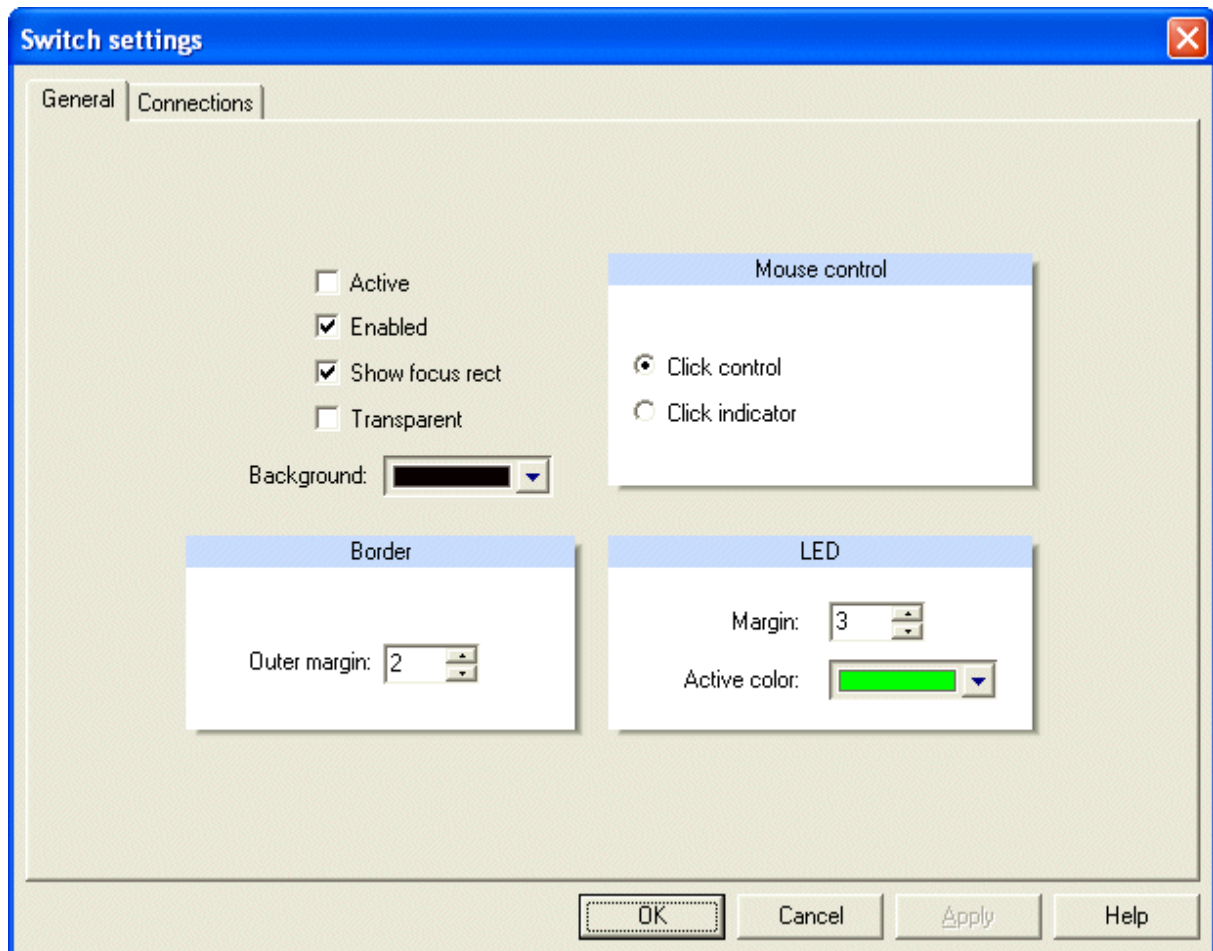 Switch settings
General Connections
Active
Enabled
Show focus rect
Transparent
Background:
Mouse control
Click control
Click indicator
Border
Outer margin: 2
LED
Margin: 3
Active color:
OK Cancel Apply Help